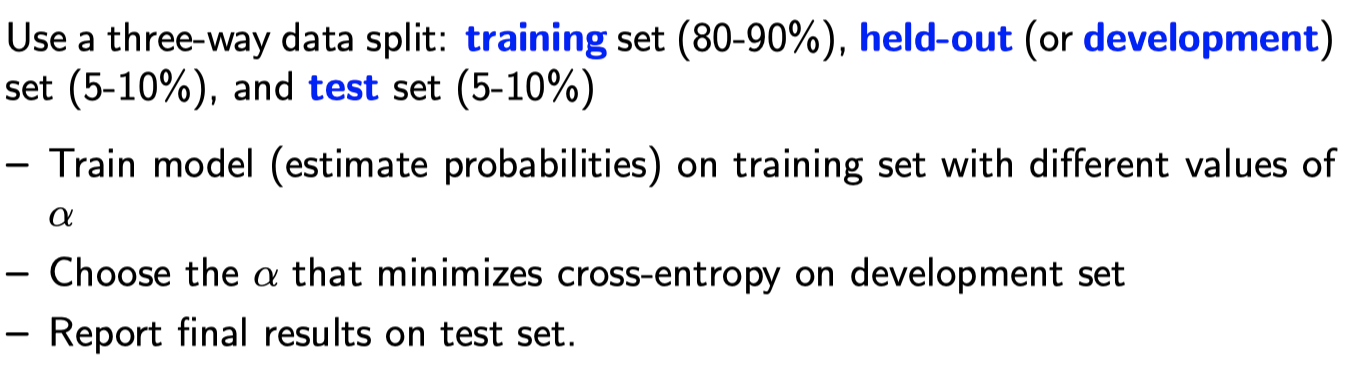 Use a three-way data split: training set (80-90%), held-out (or development)
set (5-10%), and test set (5-10%)
– Train model (estimate probabilities) on training set with different values of
α
– Choose the α that minimizes cross-entropy on development set
– Report final results on test set.